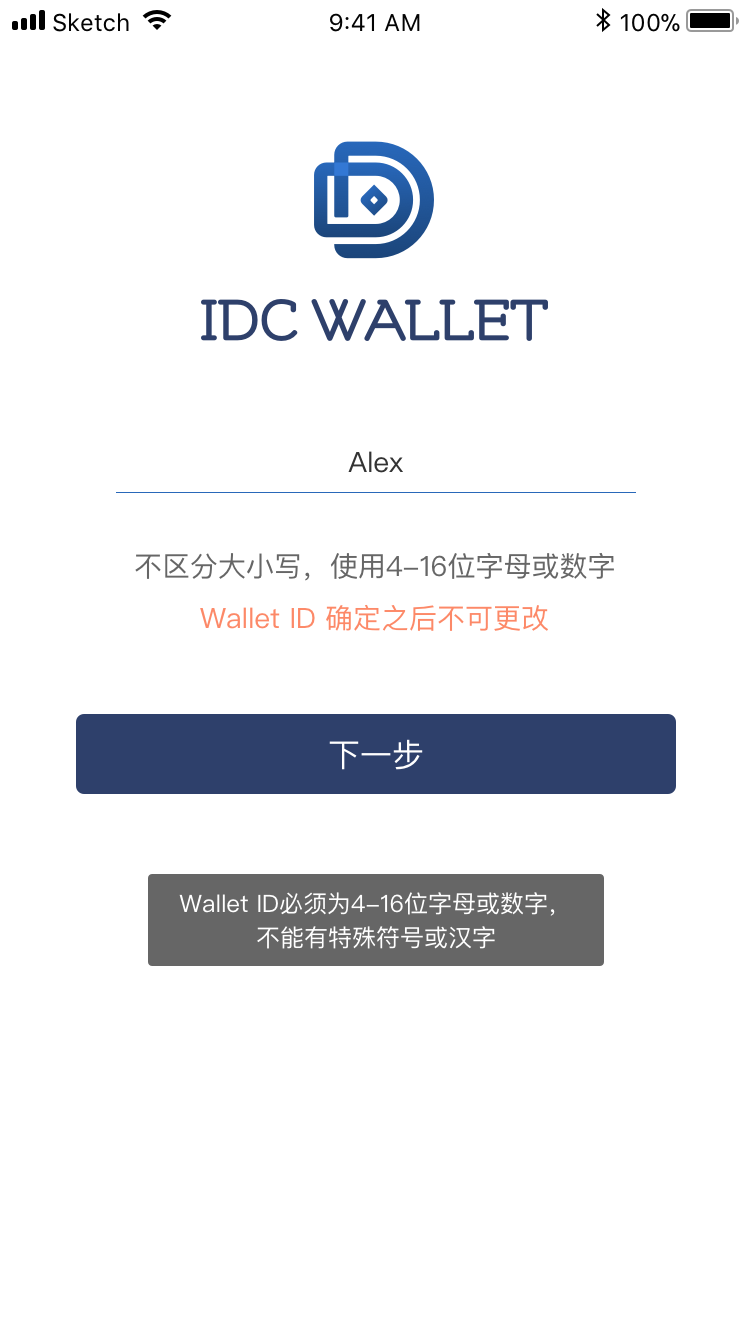 Sketch 9:41 AM 100%
IDC WALLET
Alex
不区分大小写，使用4-16位字母或数字
Wallet ID 确定之后不可更改
下一步
Wallet ID必须为4-16位字母或数字，
不能有特殊符号或汉字